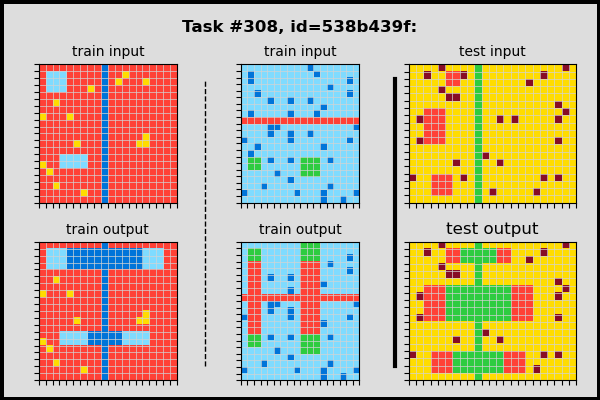 Task #308, id=538b439f:
train input
train input
test input
train output
train output
test output